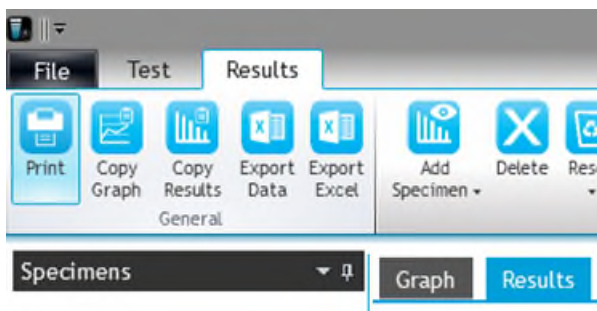 File Test Results
Print Copy Graph Copy Results Export Data Export Excel Add Specimen Delete
General
Specimens Graph Results